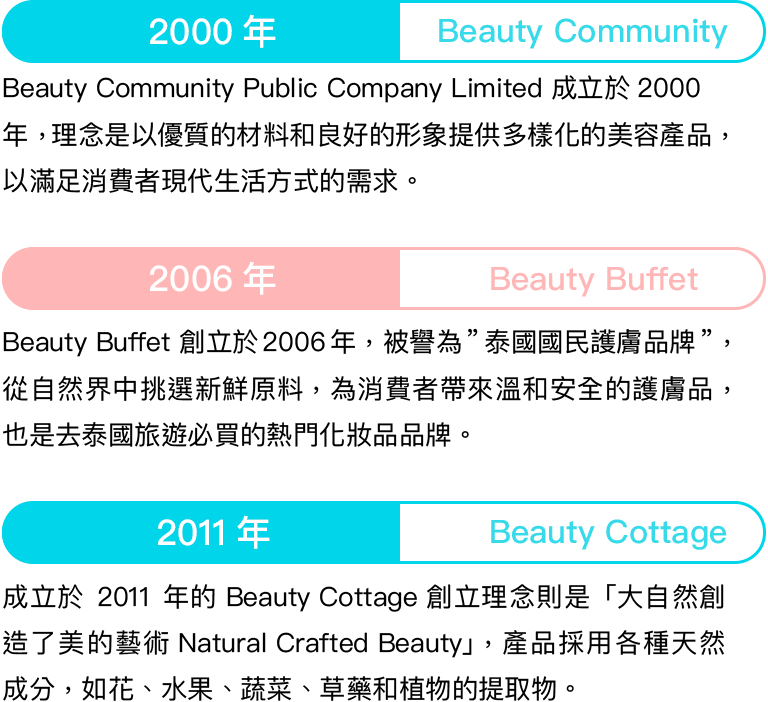 2000 年 Beauty Community
Beauty Community Public Company Limited 成立於 2000
年，理念是以優質的材料和良好的形象提供多樣化的美容產品，
以滿足消費者現代生活方式的需求。
2006 年 Beauty Buffet
Beauty Buffet 創立於2006年，被譽為”泰國國民護膚品牌”，
從自然界中挑選新鮮原料，為消費者帶來溫和安全的護膚品，
也是去泰國旅遊必買的熱門化妝品品牌。
2011 年 Beauty Cottage
成立於 2011 年的 Beauty Cottage 創立理念則是「大自然創
造了美的藝術 Natural Crafted Beauty」，產品採用各種天然
成分，如花、水果、蔬菜、草藥和植物的提取物。